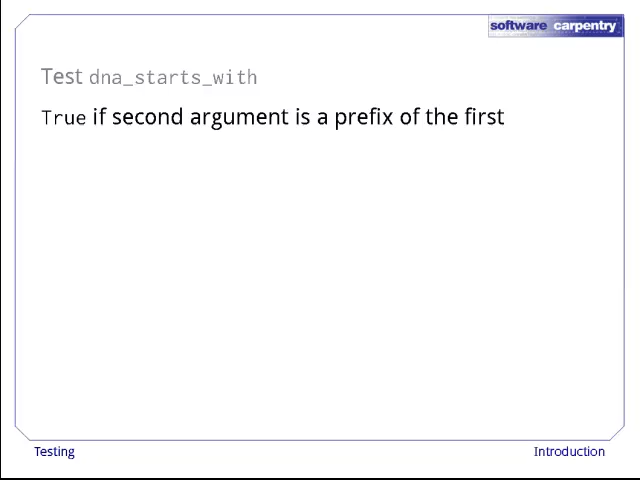 software carpentry
Test dna_starts_with
True if second argument is a prefix of the first
Testing
Introduction